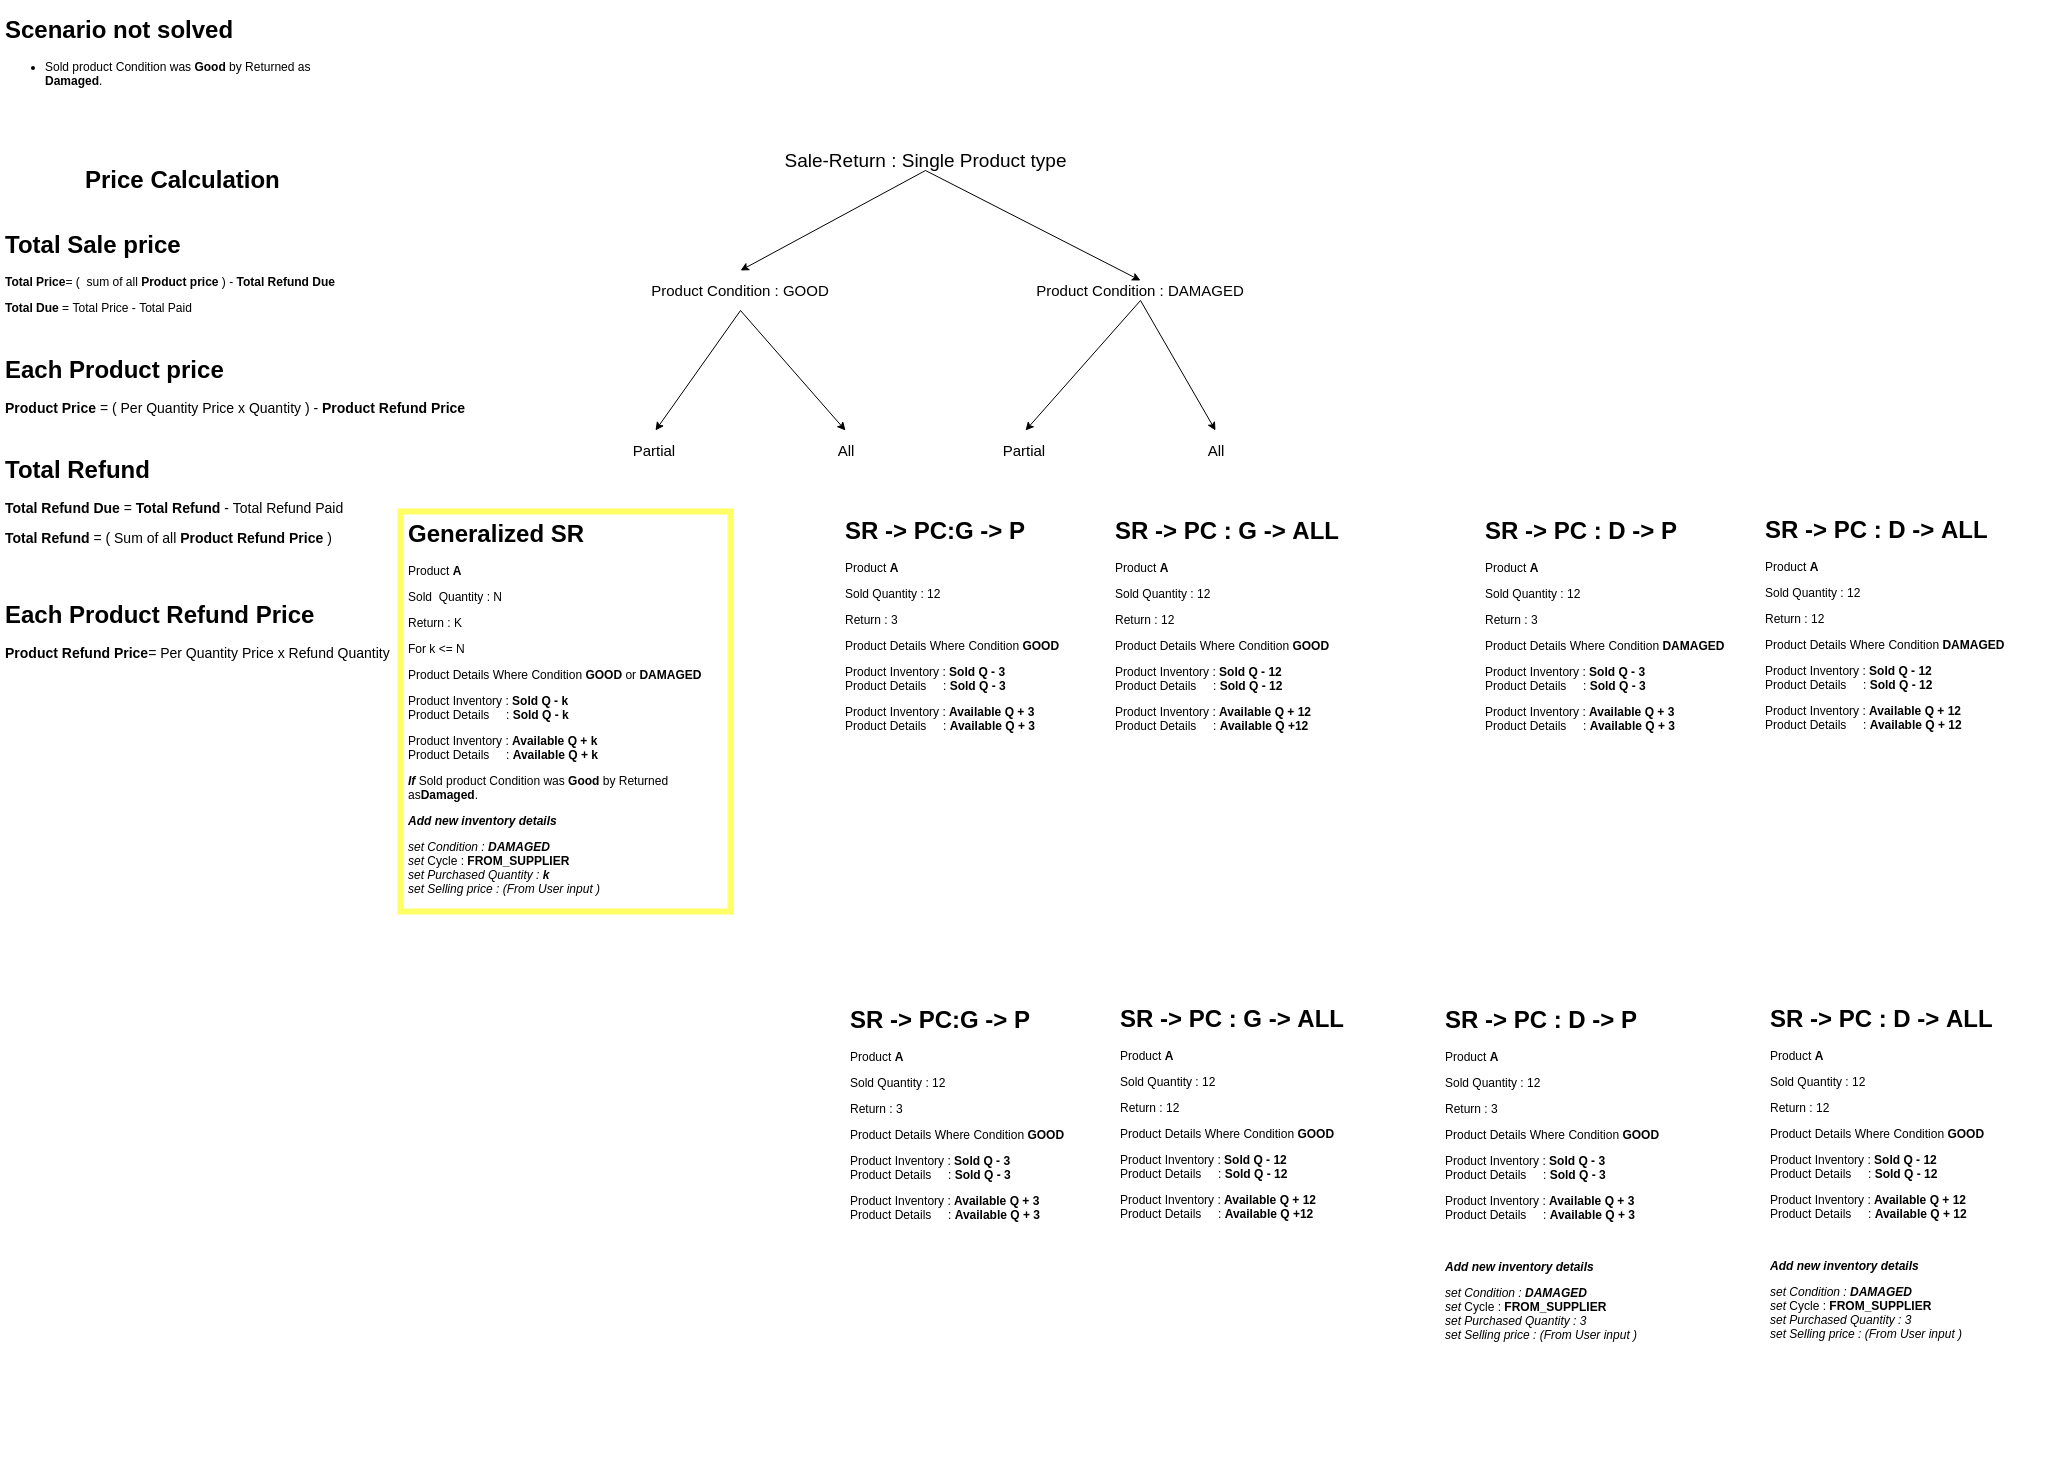 Scenario not solved
• Sold product Condition was Good by Returned as
Damaged.
Price Calculation
Total Sale price
Total Price= (  sum of all Product price ) - Total Refund Due
Total Due = Total Price - Total Paid
Each Product price
Product Price = ( Per Quantity Price x Quantity ) - Product Refund Price
Total Refund
Total Refund Due = Total Refund - Total Refund Paid
Total Refund = ( Sum of all Product Refund Price )
Each Product Refund Price
Product Refund Price= Per Quantity Price x Refund Quantity
Sale-Return : Single Product type
Product Condition : GOOD
Product Condition : DAMAGED
Partial
All
Partial
All
Generalized SR
Product A
Sold  Quantity : N
Return : K
For k <= N
Product Details Where Condition GOOD or DAMAGED
Product Inventory : Sold Q - k
Product Details     : Sold Q - k
Product Inventory : Available Q + k
Product Details     : Available Q + k
If Sold product Condition was Good by Returned
asDamaged.
Add new inventory details
set Condition : DAMAGED
set Cycle : FROM_SUPPLIER
set Purchased Quantity : k
set Selling price : (From User input )
SR -> PC:G -> P
Product A
Sold Quantity : 12
Return : 3
Product Details Where Condition GOOD
Product Inventory : Sold Q - 3
Product Details     : Sold Q - 3
Product Inventory : Available Q + 3
Product Details     : Available Q + 3
SR -> PC : G -> ALL
Product A
Sold Quantity : 12
Return : 12
Product Details Where Condition GOOD
Product Inventory : Sold Q - 12
Product Details     : Sold Q - 12
Product Inventory : Available Q + 12
Product Details     : Available Q +12
SR -> PC : D -> P
Product A
Sold Quantity : 12
Return : 3
Product Details Where Condition DAMAGED
Product Inventory : Sold Q - 3
Product Details     : Sold Q - 3
Product Inventory : Available Q + 3
Product Details     : Available Q + 3
SR -> PC : D -> ALL
Product A
Sold Quantity : 12
Return : 12
Product Details Where Condition DAMAGED
Product Inventory : Sold Q - 12
Product Details     : Sold Q - 12
Product Inventory : Available Q + 12
Product Details     : Available Q + 12
SR -> PC:G -> P
Product A
Sold Quantity : 12
Return : 3
Product Details Where Condition GOOD
Product Inventory : Sold Q - 3
Product Details     : Sold Q - 3
Product Inventory : Available Q + 3
Product Details     : Available Q + 3
SR -> PC : G -> ALL
Product A
Sold Quantity : 12
Return : 12
Product Details Where Condition GOOD
Product Inventory : Sold Q - 12
Product Details     : Sold Q - 12
Product Inventory : Available Q + 12
Product Details     : Available Q +12
SR -> PC : D -> P
Product A
Sold Quantity : 12
Return : 3
Product Details Where Condition GOOD
Product Inventory : Sold Q - 3
Product Details     : Sold Q - 3
Product Inventory : Available Q + 3
Product Details     : Available Q + 3
Add new inventory details
set Condition : DAMAGED
set Cycle : FROM_SUPPLIER
set Purchased Quantity : 3
set Selling price : (From User input )
SR -> PC : D -> ALL
Product A
Sold Quantity : 12
Return : 12
Product Details Where Condition GOOD
Product Inventory : Sold Q - 12
Product Details     : Sold Q - 12
Product Inventory : Available Q + 12
Product Details     : Available Q + 12
Add new inventory details
set Condition : DAMAGED
set Cycle : FROM_SUPPLIER
set Purchased Quantity : 3
set Selling price : (From User input )